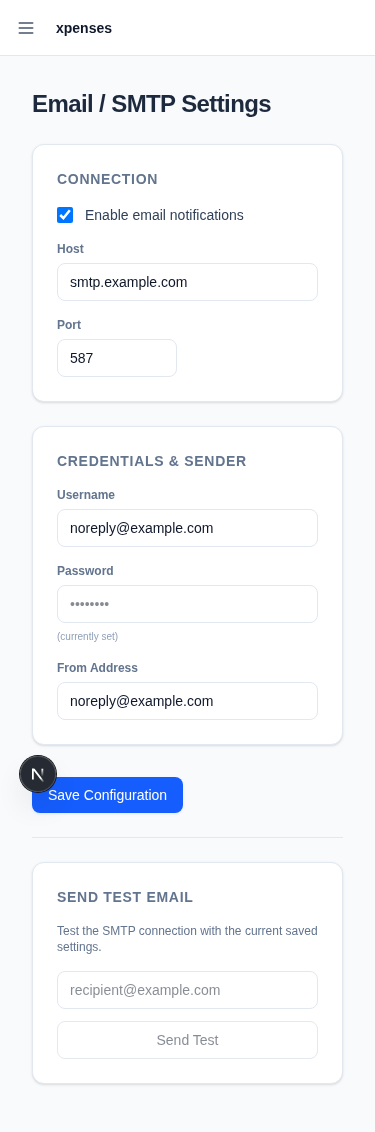 xpenses
Email / SMTP Settings
CONNECTION
Enable email notifications
Host
smtp.example.com
Port
587
CREDENTIALS & SENDER
Username
noreply@example.com
Password
••••••••
(currently set)
From Address
noreply@example.com
N
Save Configuration
SEND TEST EMAIL
Test the SMTP connection with the current saved
settings.
recipient@example.com
Send Test